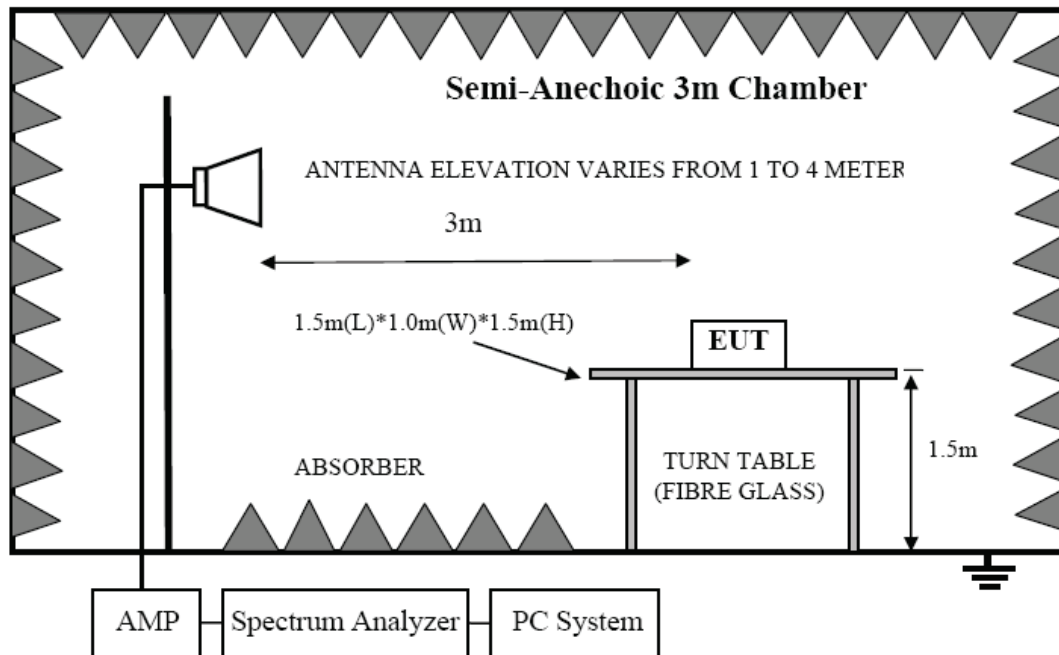 Semi-Anechoic 3m Chamber
ANTENNA ELEVATION VARIES FROM 1 TO 4 METER
3m
1.5m(L)*1.0m(W)*1.5m(H)
EUT
1.5m
ABSORBER
TURN TABLE
(FIBRE GLASS)
AMP
Spectrum Analyzer
PC System